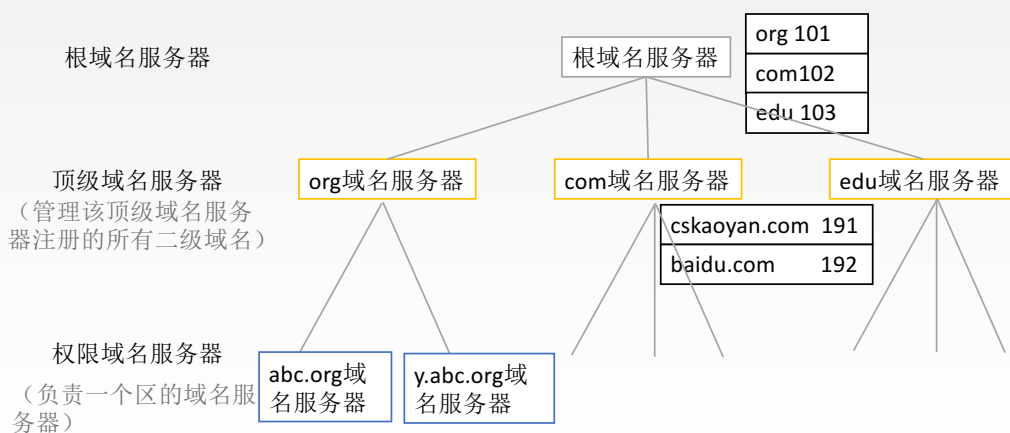 根域名服务器
根域名服务器
org 101
com102
edu 103
顶级域名服务器
（管理该顶级域名服务
器注册的所有二级域名）
org域名服务器
com域名服务器
edu域名服务器
cskaoyan.com 191
baidu.com 192
权限域名服务器
（负责一个区的域名服
务器）
abc.org域
名服务器
y.abc.org域
名服务器